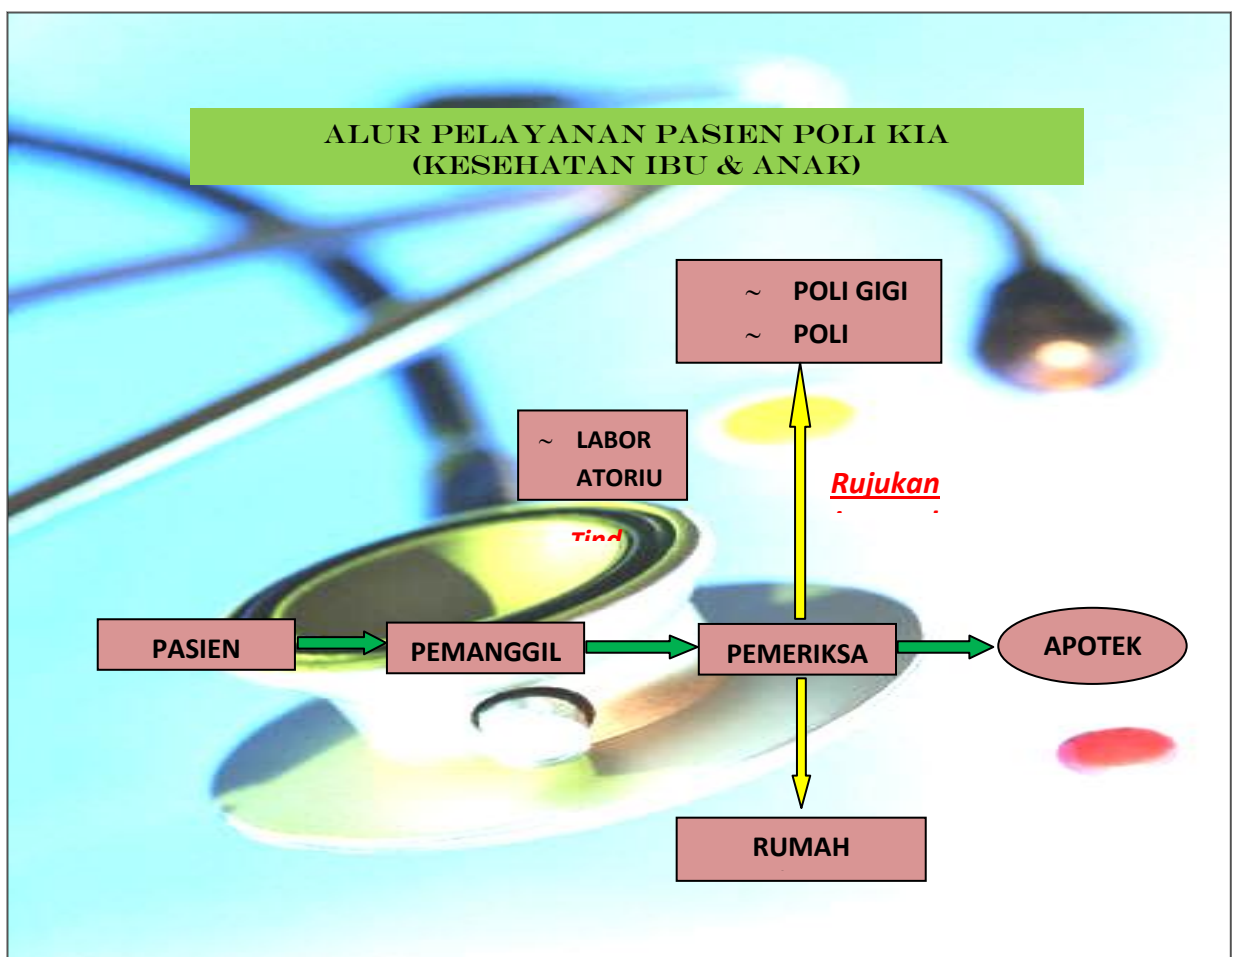 ALUR PELAYANAN PASIEN POLI KIA
(KESEHATAN IBU & ANAK)
~ POLI GIGI
~ POLI
~ LABOR
ATORIU
Rujukan
Tind
PASIEN
PEMANGGIL
PEMERIKSA
APOTEK
RUMAH